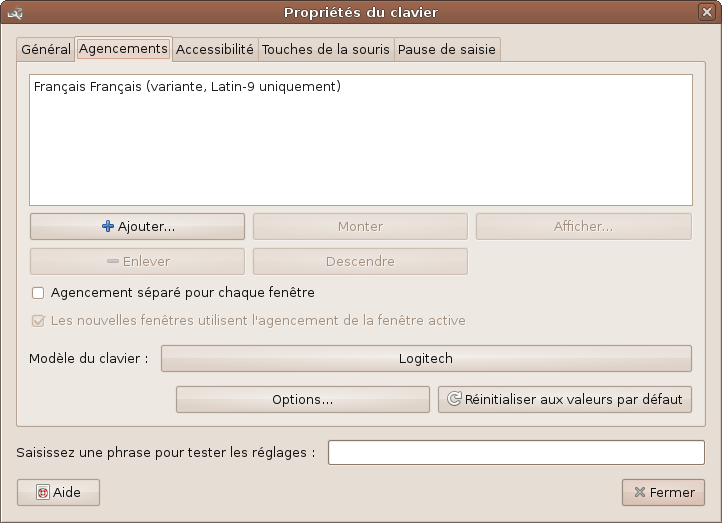 Propriétés du clavier
Général Agencements Accessibilité Touches de la souris Pause de saisie
Français Français (variante, Latin-9 uniquement)
Ajouter... Monter Afficher...
Enlever Descendre
Agencement séparé pour chaque fenêtre
Les nouvelles fenêtres utilisent l'agencement de la fenêtre active
Modèle du clavier : Logitech
Options... Réinitialiser aux valeurs par défaut
Saisissez une phrase pour tester les réglages :
Aide Fermer